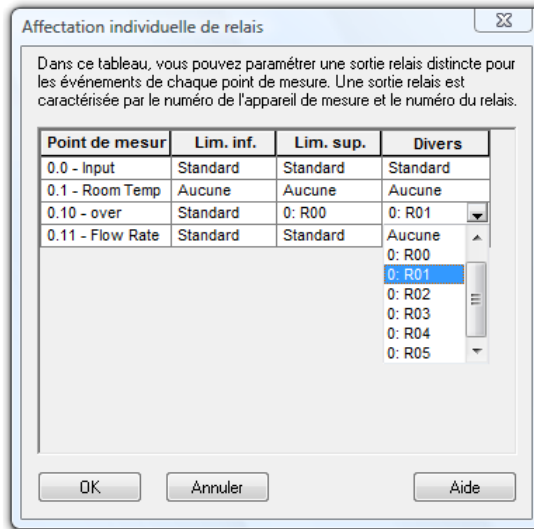 Affectation individuelle de relais
Dans ce tableau, vous pouvez paramétrer une sortie relais distincte pour
les événements de chaque point de mesure. Une sortie relais est
caractérisée par le numéro de l'appareil de mesure et le numéro du relais.
Point de mesur Lim. inf. Lim. sup. Divers
0.0 - Input Standard Standard Standard
0.1 - Room Temp Aucune Aucune Aucune
0.10 - over Standard 0: R00 0: R01
0.11 - Flow Rate Standard Standard Aucune
0: R00
0: R01
0: R02
0: R03
0: R04
0: R05
OK Annuler Aide